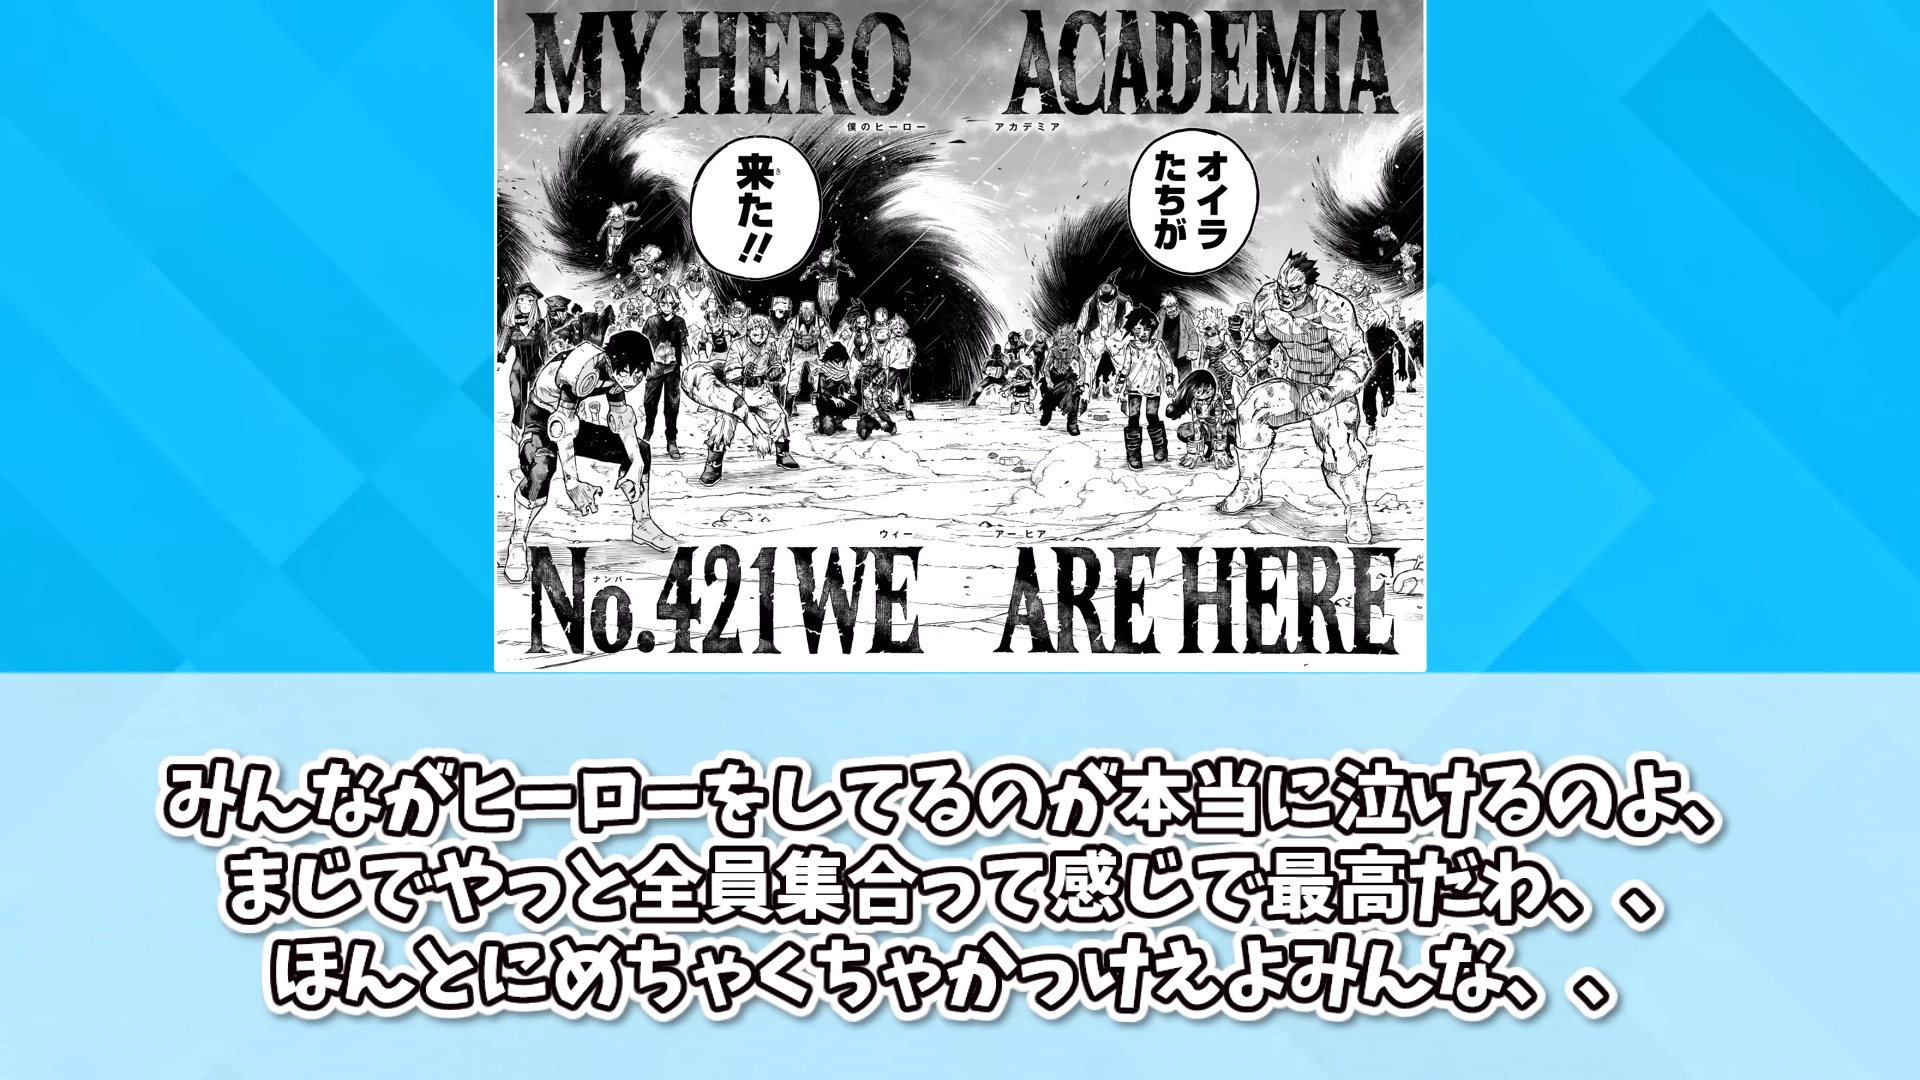 MY HERO ACADEMIA
僕のヒーロー アカデミア
オイラ
たちが
来た!!
き
ウィー アー ヒア
ナンバー
No.421 WE ARE HERE
みんながヒーローをしてるのが本当に泣けるのよ、
まじでやっと全員集合って感じで最高だわ、、
ほんとにめちゃくちゃかっけえよみんな、、